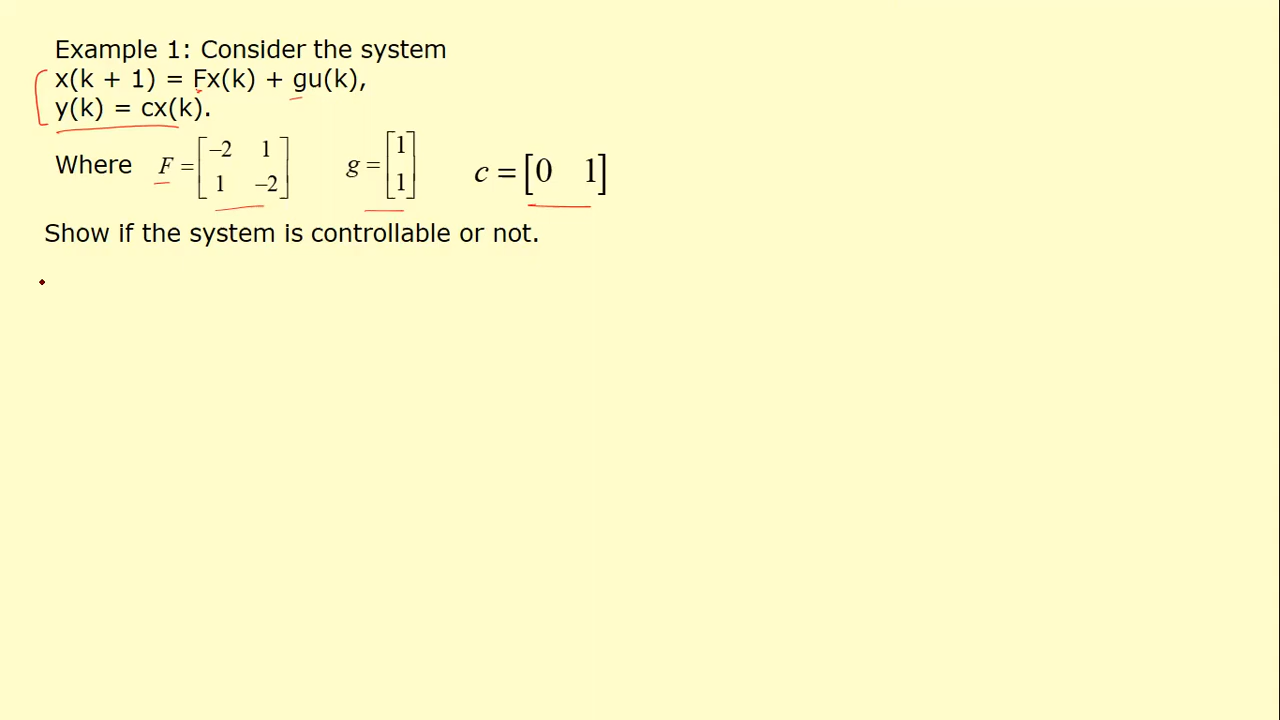 Example 1: Consider the system
x(k + 1) = Fx(k) + gu(k),
y(k) = cx(k).
Where F = [−2 1; 1 −2] g = [1; 1] c = [0 1]
Show if the system is controllable or not.